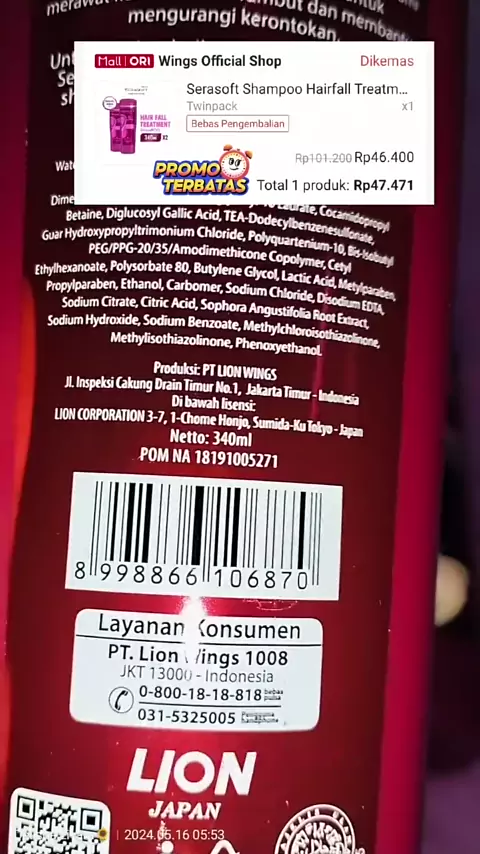 mengurangi kerontokan.
Mall | ORI Wings Official Shop
Dikemas
Serasoft Shampoo Hairfall Treatm...
Twinpack
x1
Bebas Pengembalian
HAIR FALL
TREATMENT
Rp101.200 Rp46.400
PROMO
TERBATAS
Total 1 produk: Rp47.471
Cocamidopropyl
Betaine, Diglucosyl Gallic Acid, TEA-Dodecylbenzenesulfonate,
Guar Hydroxypropyltrimonium Chloride, Polyquartenium-10, Bis-Isobutyl
PEG/PPG-20/35/Amodimethicone Copolymer, Cetyl
Ethylhexanoate, Polysorbate 80, Butylene Glycol, Lactic Acid, Metylparaben,
Propylparaben, Ethanol, Carbomer, Sodium Chloride, Disodium EDTA,
Sodium Citrate, Citric Acid, Sophora Angustifolia Root Extract,
Sodium Hydroxide, Sodium Benzoate, Methylchloroisothiazolinone,
Methylisothiazolinone, Phenoxyethanol.
Produksi: PT LION WINGS
Jl. Inspeksi Cakung Drain Timur No.1, Jakarta Timur - Indonesia
Di bawah lisensi:
LION CORPORATION 3-7, 1-Chome Honjo, Sumida-Ku Tokyo - Japan
Netto: 340ml
POM NA 18191005271
8 998866 106870
Layanan Konsumen
PT. Lion Wings 1008
JKT 13000 - Indonesia
0-800-18-18-818 bebas pulsa
031-5325005
LION
JAPAN
2024.05.16 05:53